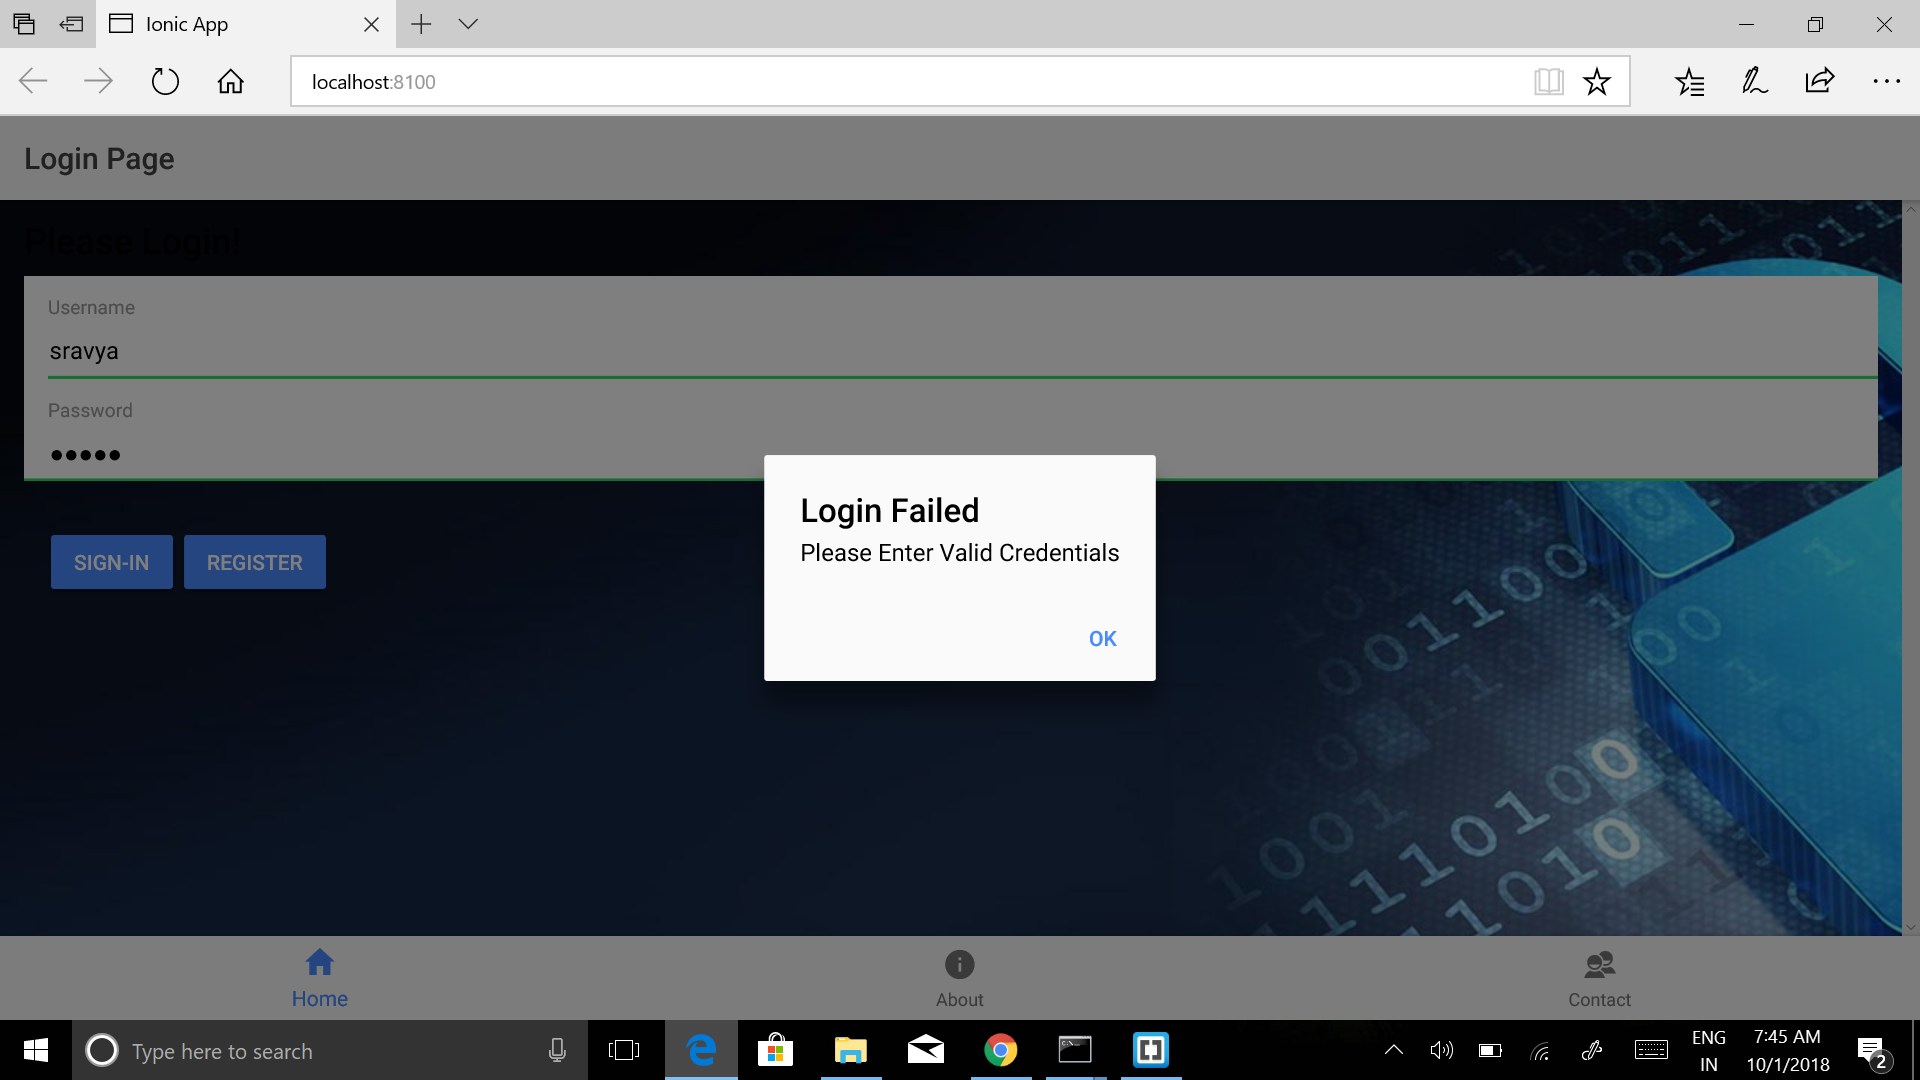 Ionic App
localhost:8100
Login Page
Please Login!
Username
sravya
Password
Login Failed
Please Enter Valid Credentials
OK
SIGN-IN REGISTER
Home About Contact
Type here to search
ENG
IN
7:45 AM
10/1/2018
2